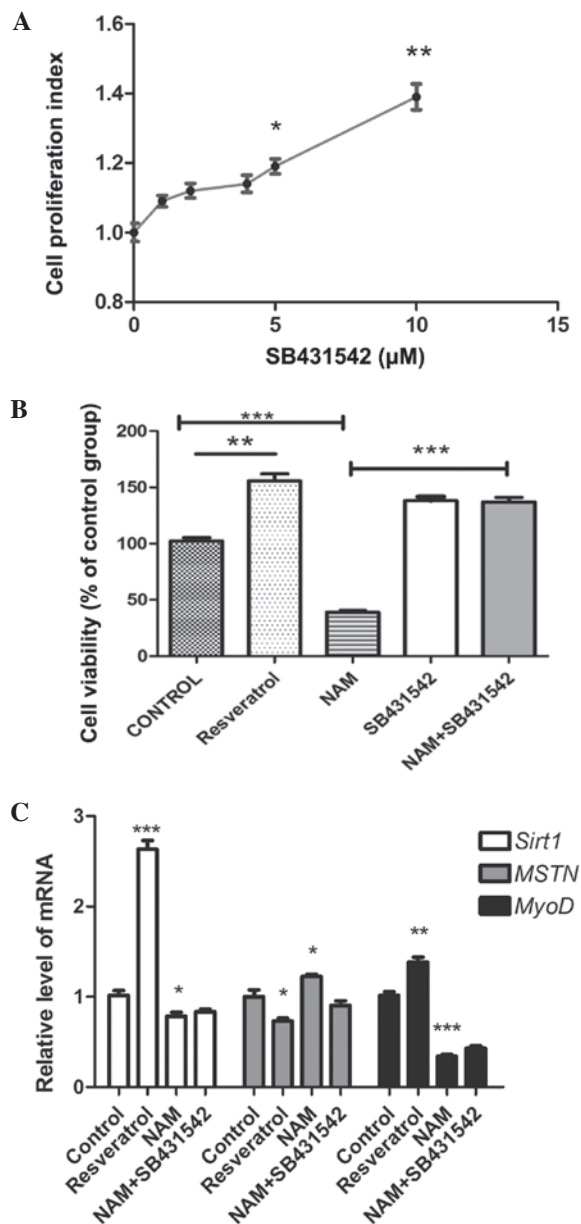 A
Cell proliferation index
1.6
1.4
1.2
1.0
0.8
*
**
0
5
10
15
SB431542 (µM)
B
Cell viability (% of control group)
200
150
100
50
0
***
**
***
CONTROL
Resveratrol
NAM
SB431542
NAM+SB431542
C
Relative level of mRNA
3
2
1
0
***
*
*
*
**
***
Sirt1
MSTN
MyoD
Control
Resveratrol
NAM
NAM+SB431542
Control
Resveratrol
NAM
NAM+SB431542
Control
Resveratrol
NAM
NAM+SB431542